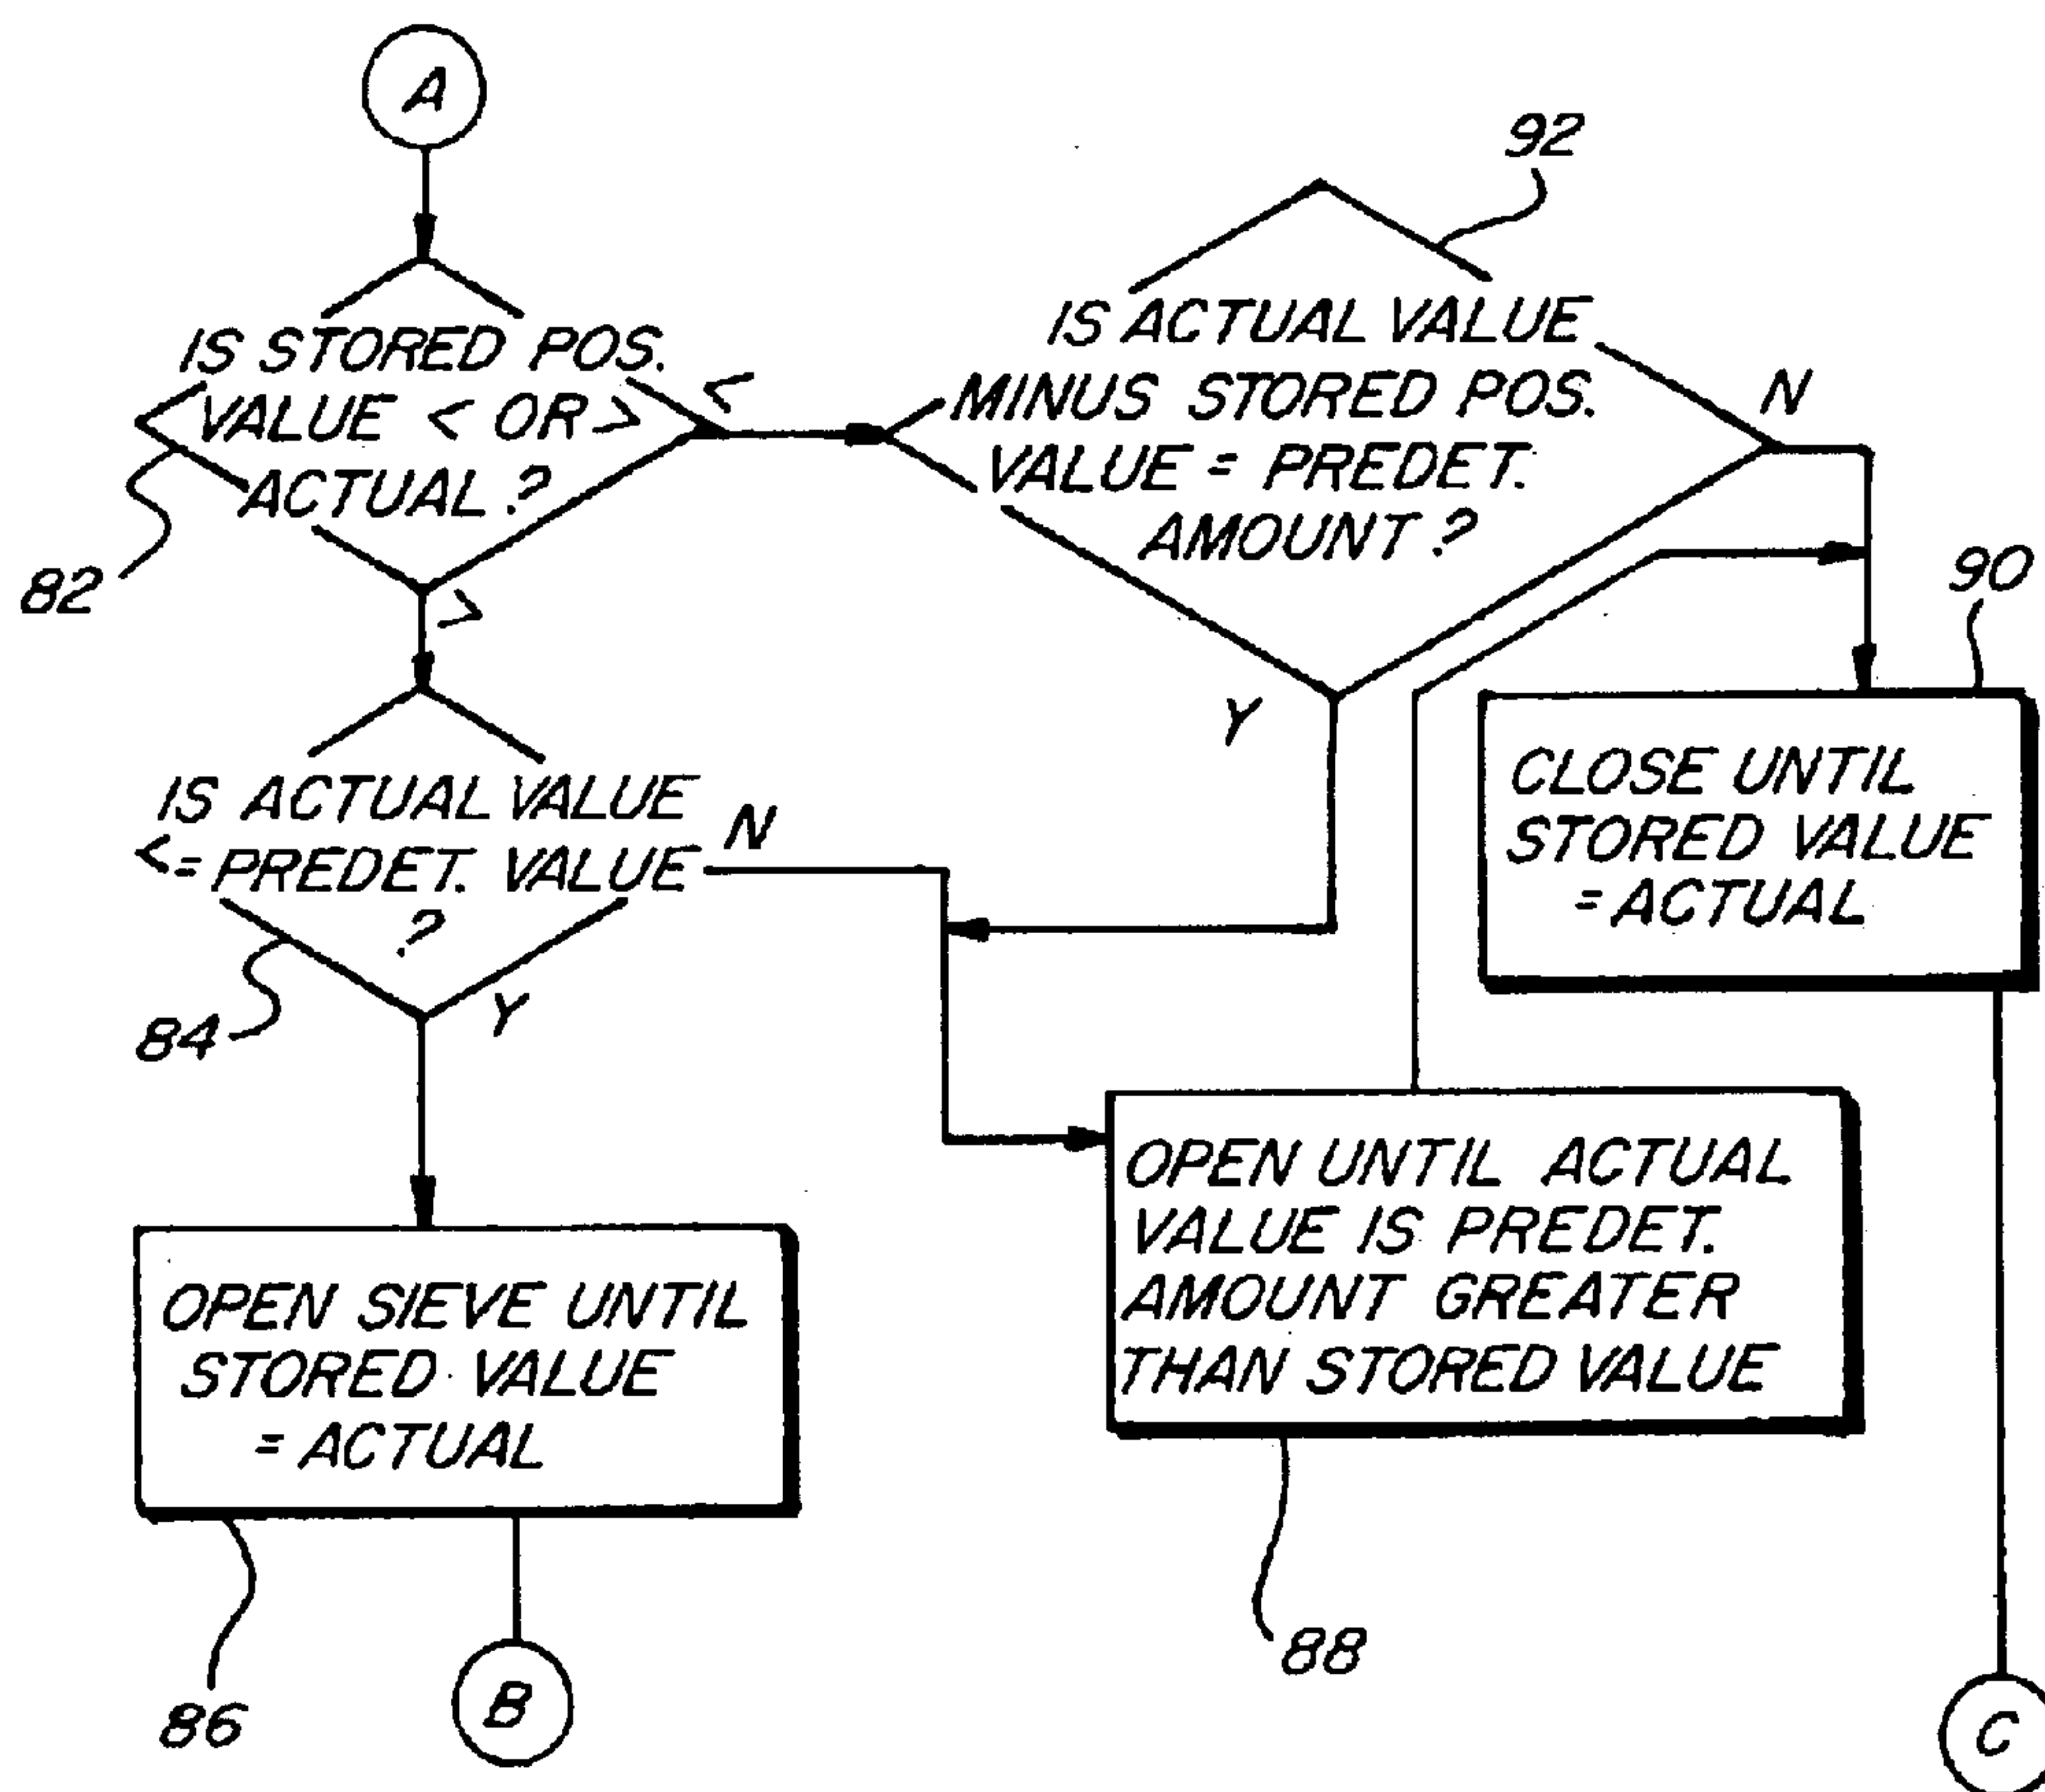 A
IS STORED POS.
VALUE < OR >
ACTUAL ?
<
>
82
IS ACTUAL VALUE
MINUS STORED POS.
VALUE = PREDET.
AMOUNT ?
N
Y
92
90
CLOSE UNTIL
STORED VALUE
= ACTUAL
IS ACTUAL VALUE
<= PREDET. VALUE
?
N
Y
84
OPEN SIEVE UNTIL
STORED VALUE
= ACTUAL
86
B
OPEN UNTIL ACTUAL
VALUE IS PREDET.
AMOUNT GREATER
THAN STORED VALUE
88
C